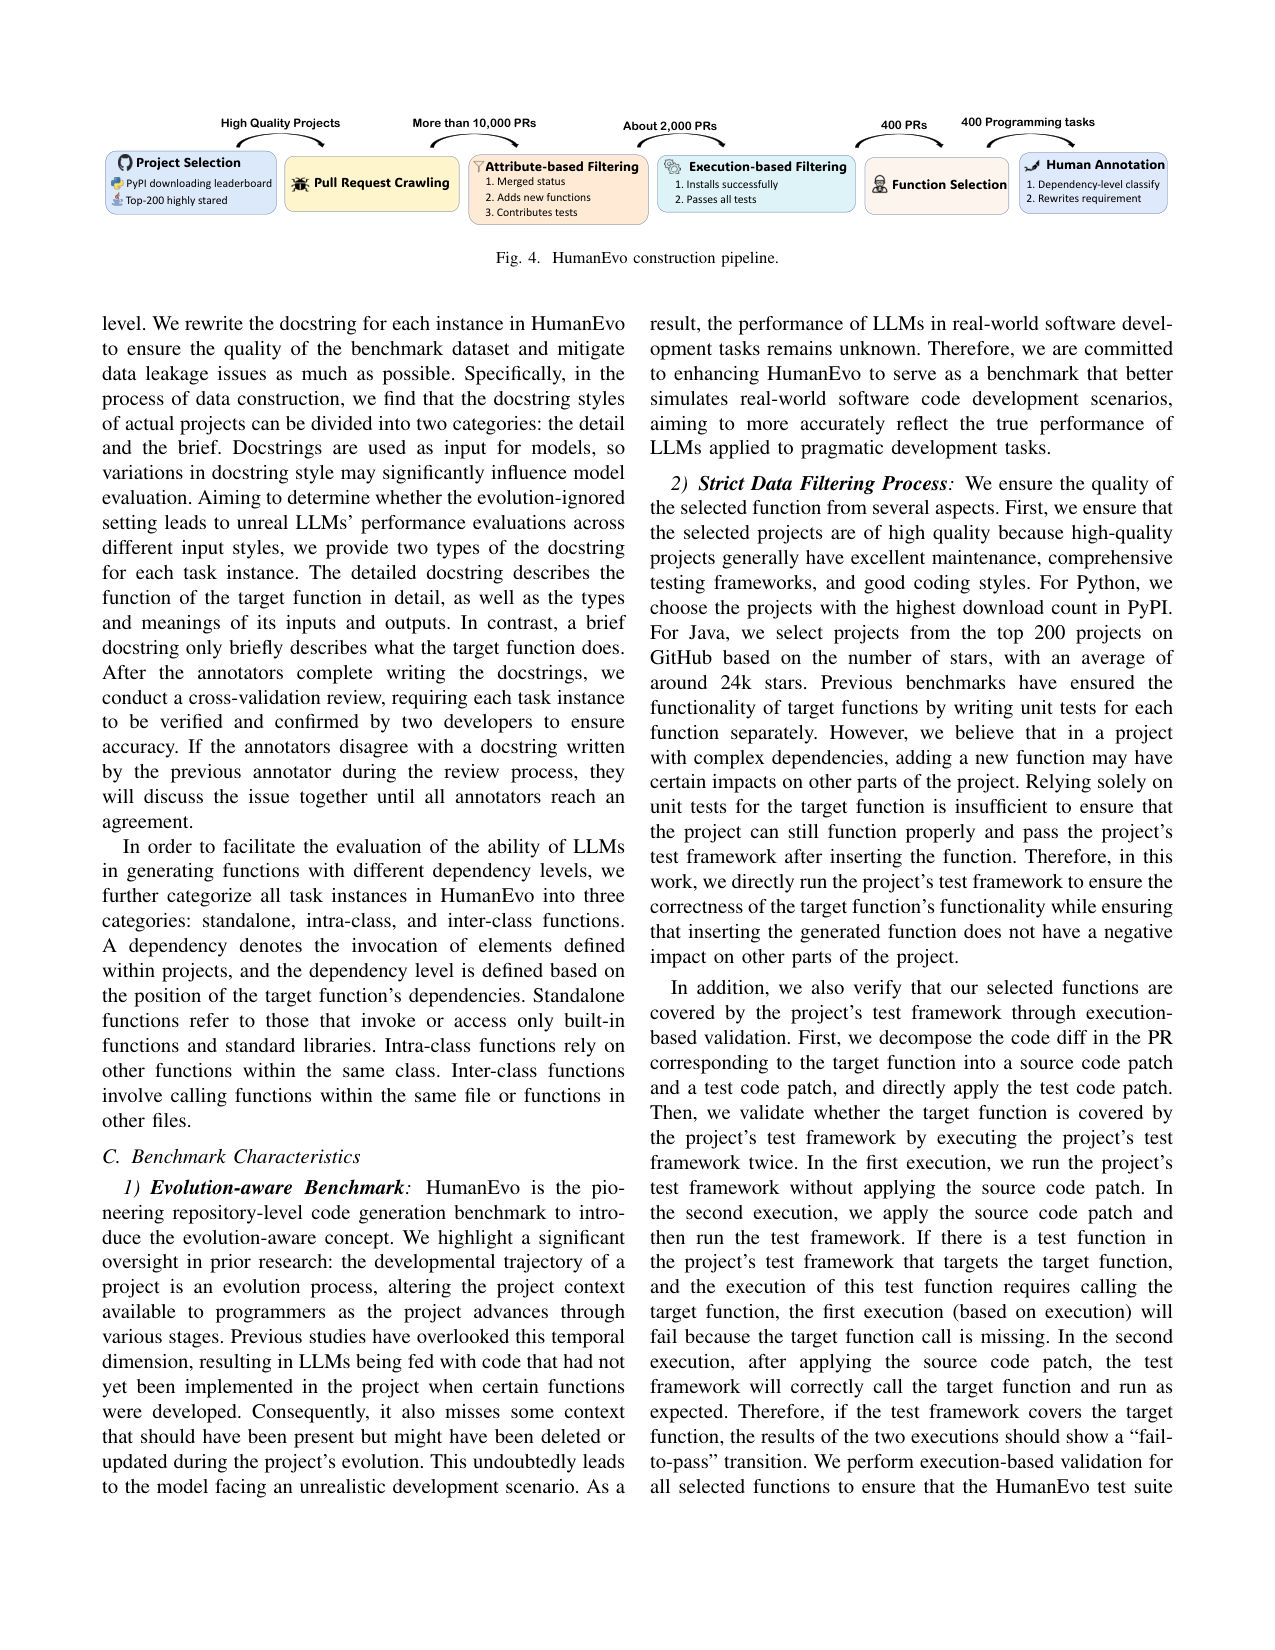 High Quality Projects
More than 10,000 PRs
About 2,000 PRs
400 PRs
400 Programming tasks
Project Selection
PyPI downloading leaderboard
Top-200 highly stared
Pull Request Crawling
Attribute-based Filtering
1. Merged status
2. Adds new functions
3. Contributes tests
Execution-based Filtering
1. Installs successfully
2. Passes all tests
Function Selection
Human Annotation
1. Dependency-level classify
2. Rewrites requirement
Fig. 4. HumanEvo construction pipeline.
level. We rewrite the docstring for each instance in HumanEvo
to ensure the quality of the benchmark dataset and mitigate
data leakage issues as much as possible. Specifically, in the
process of data construction, we find that the docstring styles
of actual projects can be divided into two categories: the detail
and the brief. Docstrings are used as input for models, so
variations in docstring style may significantly influence model
evaluation. Aiming to determine whether the evolution-ignored
setting leads to unreal LLMs' performance evaluations across
different input styles, we provide two types of the docstring
for each task instance. The detailed docstring describes the
function of the target function in detail, as well as the types
and meanings of its inputs and outputs. In contrast, a brief
docstring only briefly describes what the target function does.
After the annotators complete writing the docstrings, we
conduct a cross-validation review, requiring each task instance
to be verified and confirmed by two developers to ensure
accuracy. If the annotators disagree with a docstring written
by the previous annotator during the review process, they
will discuss the issue together until all annotators reach an
agreement.
In order to facilitate the evaluation of the ability of LLMs
in generating functions with different dependency levels, we
further categorize all task instances in HumanEvo into three
categories: standalone, intra-class, and inter-class functions.
A dependency denotes the invocation of elements defined
within projects, and the dependency level is defined based on
the position of the target function's dependencies. Standalone
functions refer to those that invoke or access only built-in
functions and standard libraries. Intra-class functions rely on
other functions within the same class. Inter-class functions
involve calling functions within the same file or functions in
other files.
C. Benchmark Characteristics
1) Evolution-aware Benchmark: HumanEvo is the pio-
neering repository-level code generation benchmark to intro-
duce the evolution-aware concept. We highlight a significant
oversight in prior research: the developmental trajectory of a
project is an evolution process, altering the project context
available to programmers as the project advances through
various stages. Previous studies have overlooked this temporal
dimension, resulting in LLMs being fed with code that had not
yet been implemented in the project when certain functions
were developed. Consequently, it also misses some context
that should have been present but might have been deleted or
updated during the project's evolution. This undoubtedly leads
to the model facing an unrealistic development scenario. As a
result, the performance of LLMs in real-world software devel-
opment tasks remains unknown. Therefore, we are committed
to enhancing HumanEvo to serve as a benchmark that better
simulates real-world software code development scenarios,
aiming to more accurately reflect the true performance of
LLMs applied to pragmatic development tasks.
2) Strict Data Filtering Process: We ensure the quality of
the selected function from several aspects. First, we ensure that
the selected projects are of high quality because high-quality
projects generally have excellent maintenance, comprehensive
testing frameworks, and good coding styles. For Python, we
choose the projects with the highest download count in PyPI.
For Java, we select projects from the top 200 projects on
GitHub based on the number of stars, with an average of
around 24k stars. Previous benchmarks have ensured the
functionality of target functions by writing unit tests for each
function separately. However, we believe that in a project
with complex dependencies, adding a new function may have
certain impacts on other parts of the project. Relying solely on
unit tests for the target function is insufficient to ensure that
the project can still function properly and pass the project's
test framework after inserting the function. Therefore, in this
work, we directly run the project's test framework to ensure the
correctness of the target function's functionality while ensuring
that inserting the generated function does not have a negative
impact on other parts of the project.
In addition, we also verify that our selected functions are
covered by the project's test framework through execution-
based validation. First, we decompose the code diff in the PR
corresponding to the target function into a source code patch
and a test code patch, and directly apply the test code patch.
Then, we validate whether the target function is covered by
the project's test framework by executing the project's test
framework twice. In the first execution, we run the project's
test framework without applying the source code patch. In
the second execution, we apply the source code patch and
then run the test framework. If there is a test function in
the project's test framework that targets the target function,
and the execution of this test function requires calling the
target function, the first execution (based on execution) will
fail because the target function call is missing. In the second
execution, after applying the source code patch, the test
framework will correctly call the target function and run as
expected. Therefore, if the test framework covers the target
function, the results of the two executions should show a “fail-
to-pass” transition. We perform execution-based validation for
all selected functions to ensure that the HumanEvo test suite